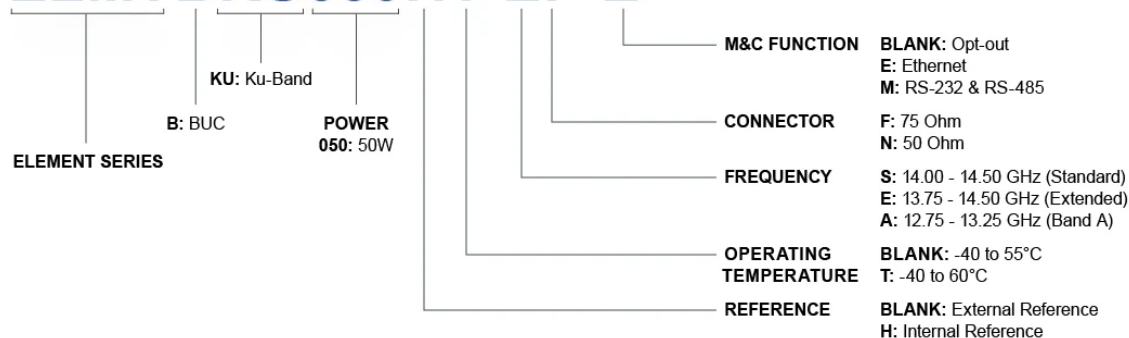 M&C FUNCTION BLANK: Opt-out
E: Ethernet
M: RS-232 & RS-485
KU: Ku-Band
B: BUC
POWER
050: 50W
CONNECTOR F: 75 Ohm
N: 50 Ohm
ELEMENT SERIES
FREQUENCY S: 14.00 - 14.50 GHz (Standard)
E: 13.75 - 14.50 GHz (Extended)
A: 12.75 - 13.25 GHz (Band A)
OPERATING BLANK: -40 to 55°C
TEMPERATURE T: -40 to 60°C
REFERENCE BLANK: External Reference
H: Internal Reference